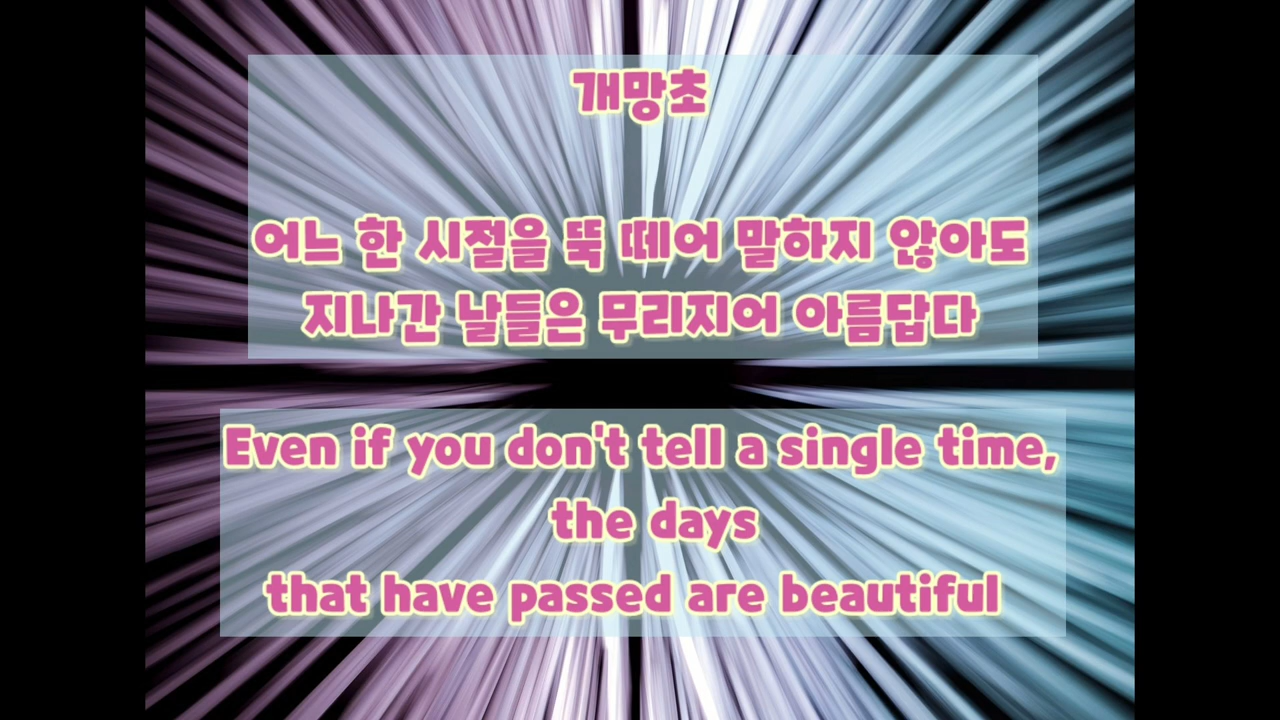 개망초
어느 한 시절을 뚝 떼어 말하지 않아도
지나간 날들은 무리지어 아름답다
Even if you don't tell a single time,
the days
that have passed are beautiful